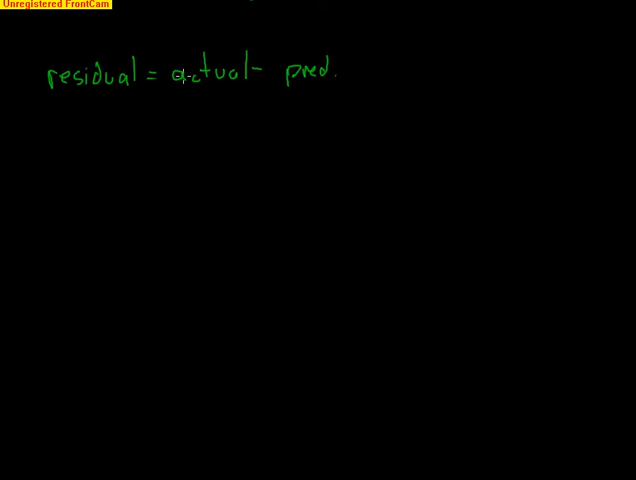 Unregistered FrontCam
residual = actual - pred.